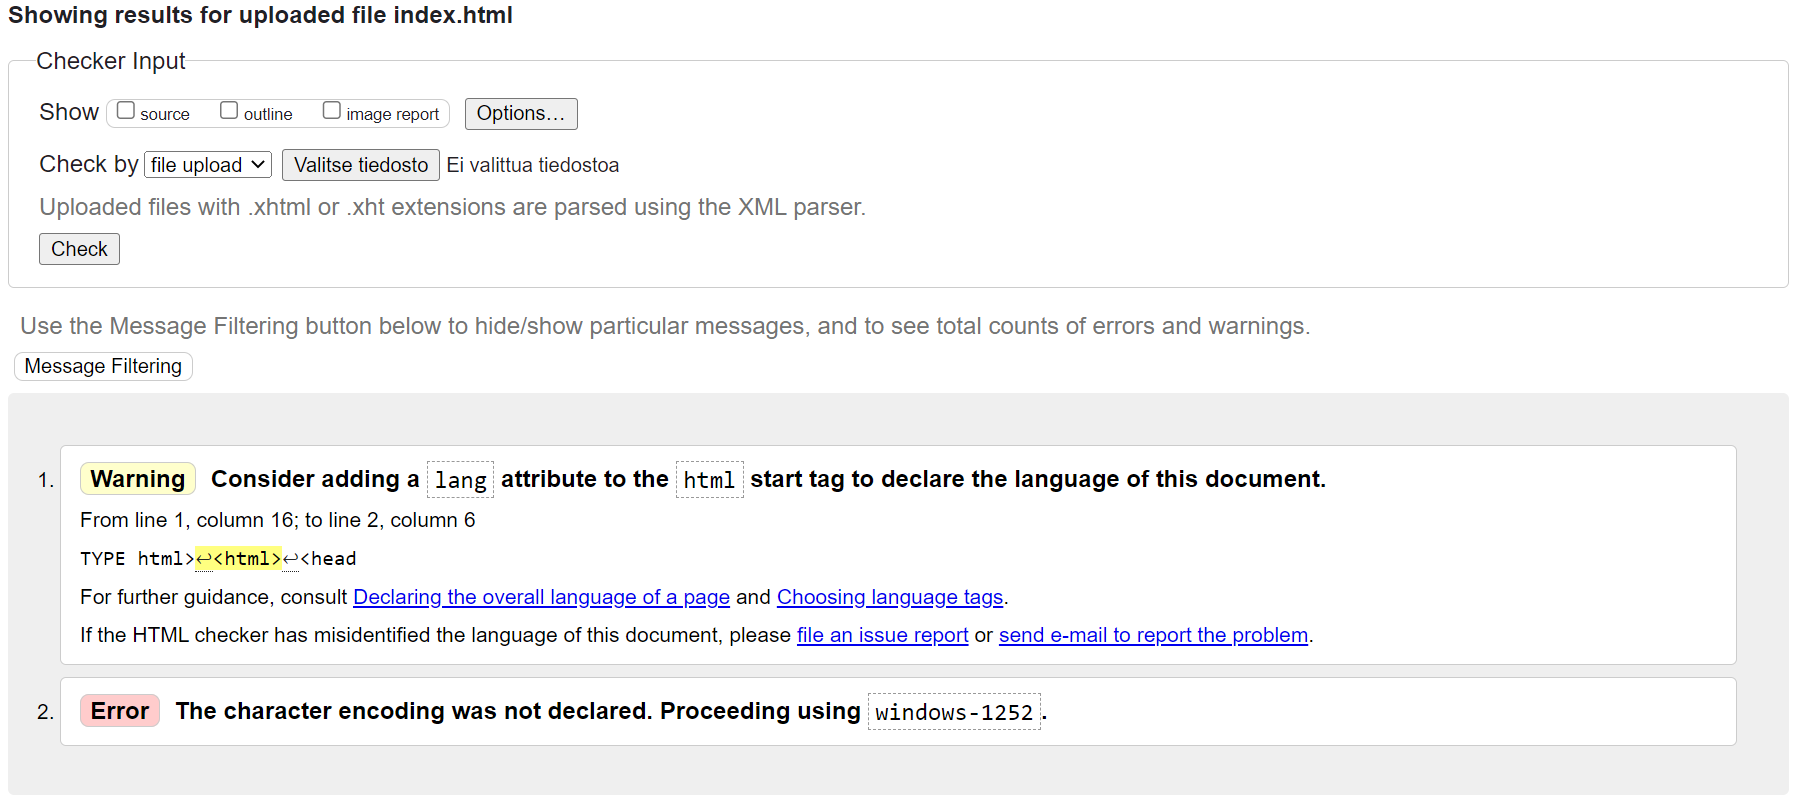 Showing results for uploaded file index.html
Checker Input
Show source outline image report Options...
Check by file upload Valitse tiedosto Ei valittua tiedostoa
Uploaded files with .xhtml or .xht extensions are parsed using the XML parser.
Check
Use the Message Filtering button below to hide/show particular messages, and to see total counts of errors and warnings.
Message Filtering
1. Warning Consider adding a lang attribute to the html start tag to declare the language of this document.
From line 1, column 16; to line 2, column 6
TYPE html>↩<html>↩<head
For further guidance, consult Declaring the overall language of a page and Choosing language tags.
If the HTML checker has misidentified the language of this document, please file an issue report or send e-mail to report the problem.
2. Error The character encoding was not declared. Proceeding using windows-1252.